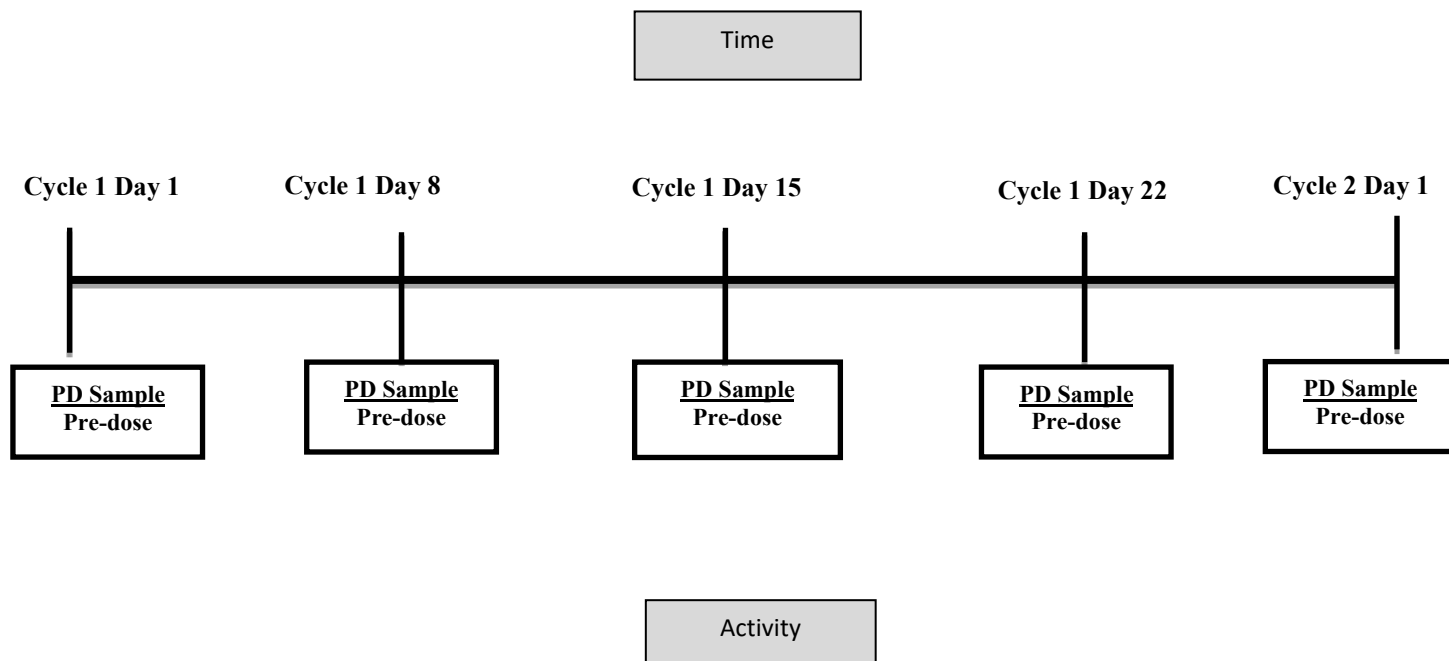 Time
Cycle 1 Day 1
Cycle 1 Day 8
Cycle 1 Day 15
Cycle 1 Day 22
Cycle 2 Day 1
PD Sample
Pre-dose
PD Sample
Pre-dose
PD Sample
Pre-dose
PD Sample
Pre-dose
PD Sample
Pre-dose
Activity